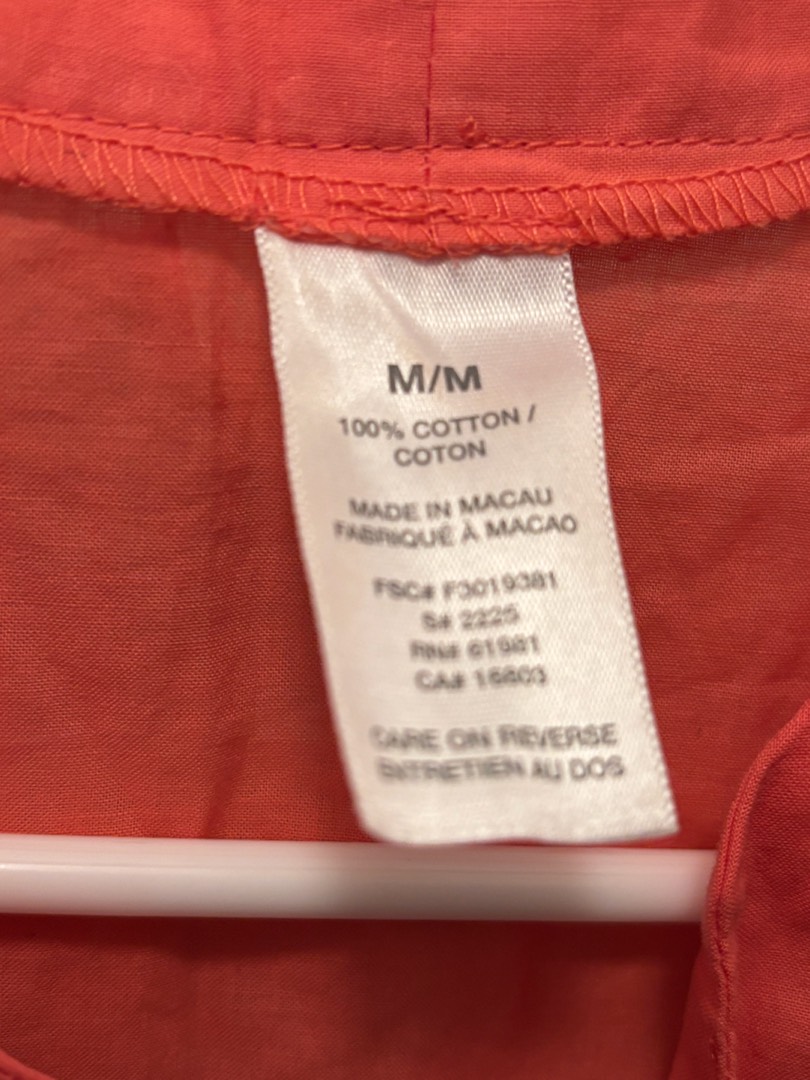 M/M
100% COTTON /
COTON
MADE IN MACAU
FABRIQUÉ À MACAO
FSC# F3019381
S# 2225
RN# 61981
CA#
CARE ON REVERSE
ENTRETIEN AU DOS